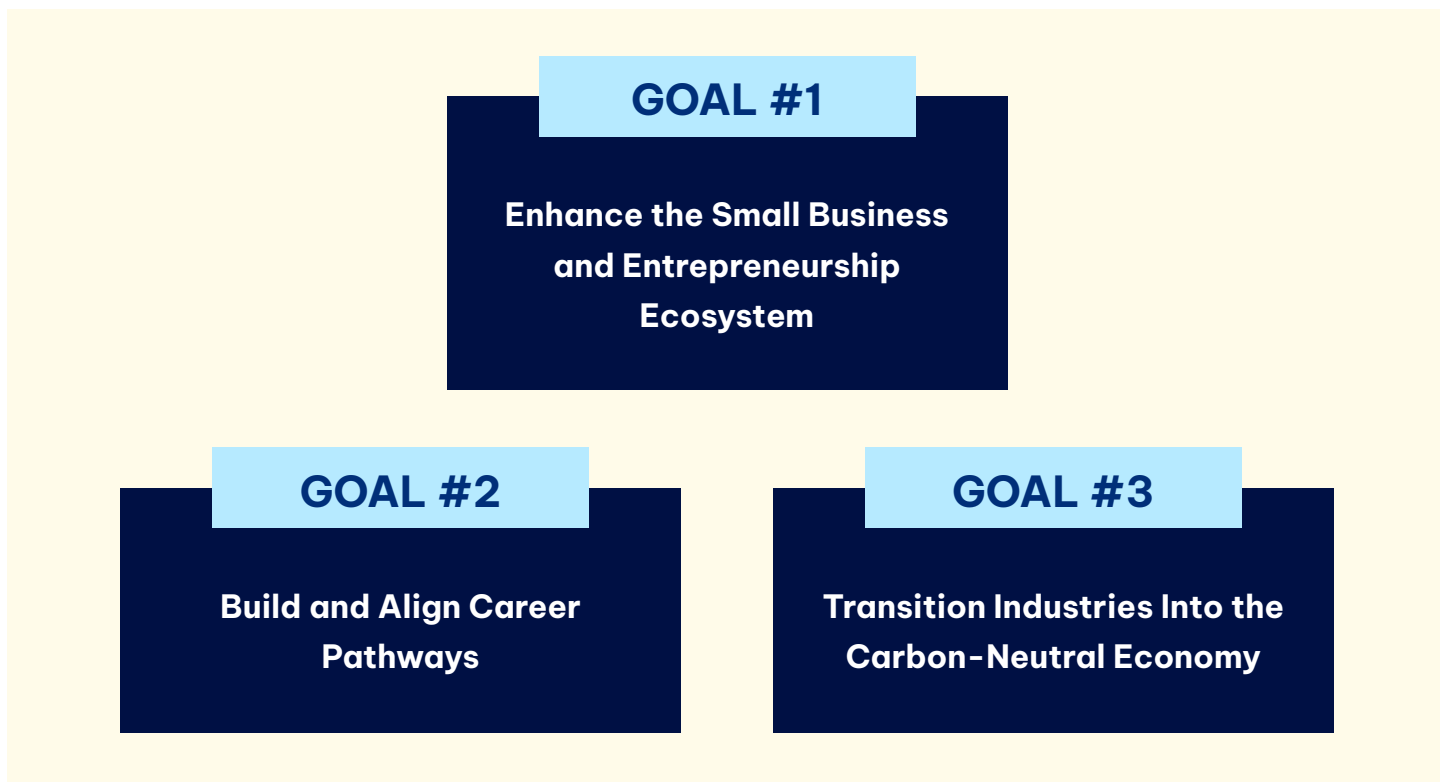 GOAL #1
Enhance the Small Business
and Entrepreneurship
Ecosystem
GOAL #2
Build and Align Career
Pathways
GOAL #3
Transition Industries Into the
Carbon-Neutral Economy